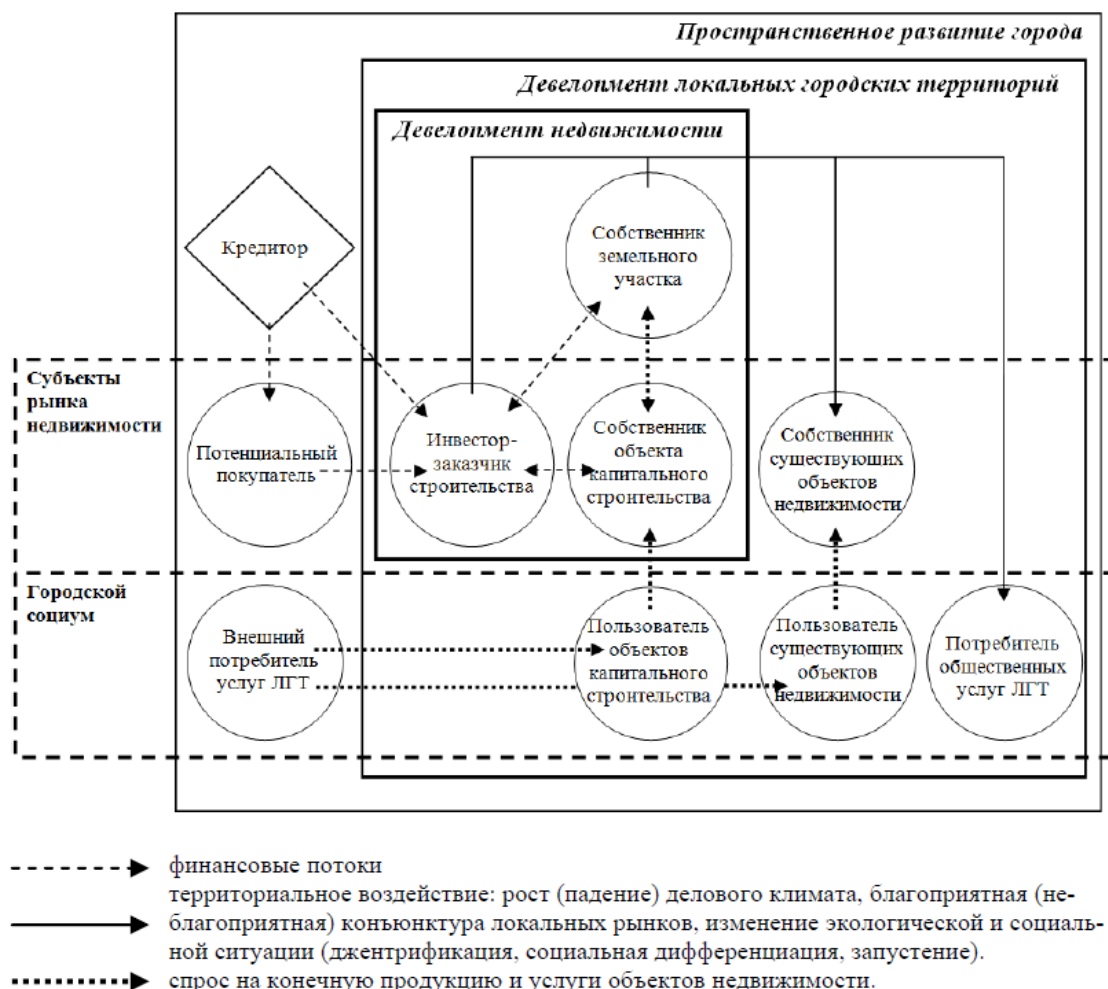 Пространственное развитие города
Девелопмент локальных городских территорий
Девелопмент недвижимости
Кредитор
Собственник
земельного
участка
Субъекты
рынка
недвижимости
Потенциальный
покупатель
Инвестор-
заказчик
строительства
Собственник
объекта
капитального
строительства
Собственник
существующих
объектов
недвижимости
Городской
социум
Внешний
потребитель
услуг ЛГТ
Пользователь
объектов
капитального
строительства
Пользователь
существующих
объектов
недвижимости
Потребитель
общественных
услуг ЛГТ
финансовые потоки
территориальное воздействие: рост (падение) делового климата, благоприятная (не-
благоприятная) конъюнктура локальных рынков, изменение экологической и социаль-
ной ситуации (джентрификация, социальная дифференциация, запустение).
спрос на конечную продукцию и услуги объектов недвижимости.